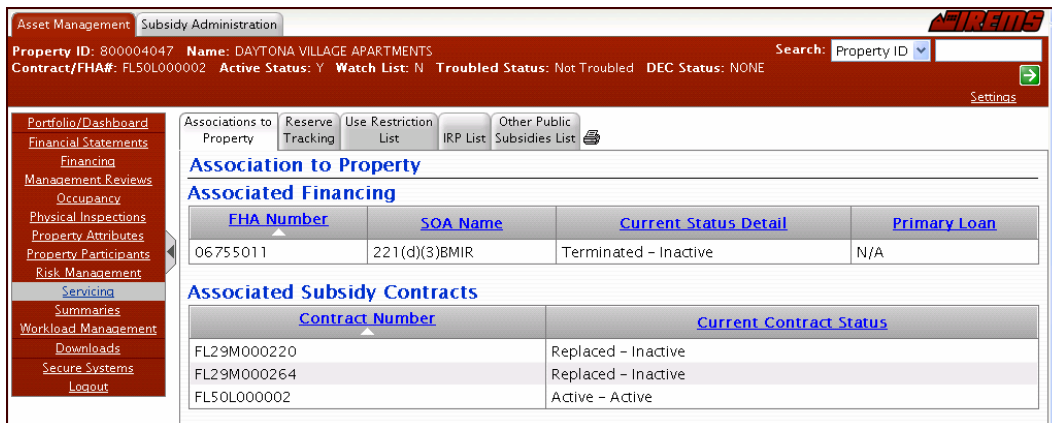 Asset Management Subsidy Administration
iREMS
Property ID: 800004047 Name: DAYTONA VILLAGE APARTMENTS
Search: Property ID
Contract/FHA#: FL50L000002 Active Status: Y Watch List: N Troubled Status: Not Troubled DEC Status: NONE
Settings
Portfolio/Dashboard
Financial Statements
Financing
Management Reviews
Occupancy
Physical Inspections
Property Attributes
Property Participants
Risk Management
Servicing
Summaries
Workload Management
Downloads
Secure Systems
Logout
Associations to Property
Reserve Tracking
Use Restriction List
IRP List
Other Public Subsidies List
Association to Property
Associated Financing
FHA Number SOA Name Current Status Detail Primary Loan
06755011 221(d)(3)BMIR Terminated – Inactive N/A
Associated Subsidy Contracts
Contract Number Current Contract Status
FL29M000220 Replaced – Inactive
FL29M000264 Replaced – Inactive
FL50L000002 Active – Active